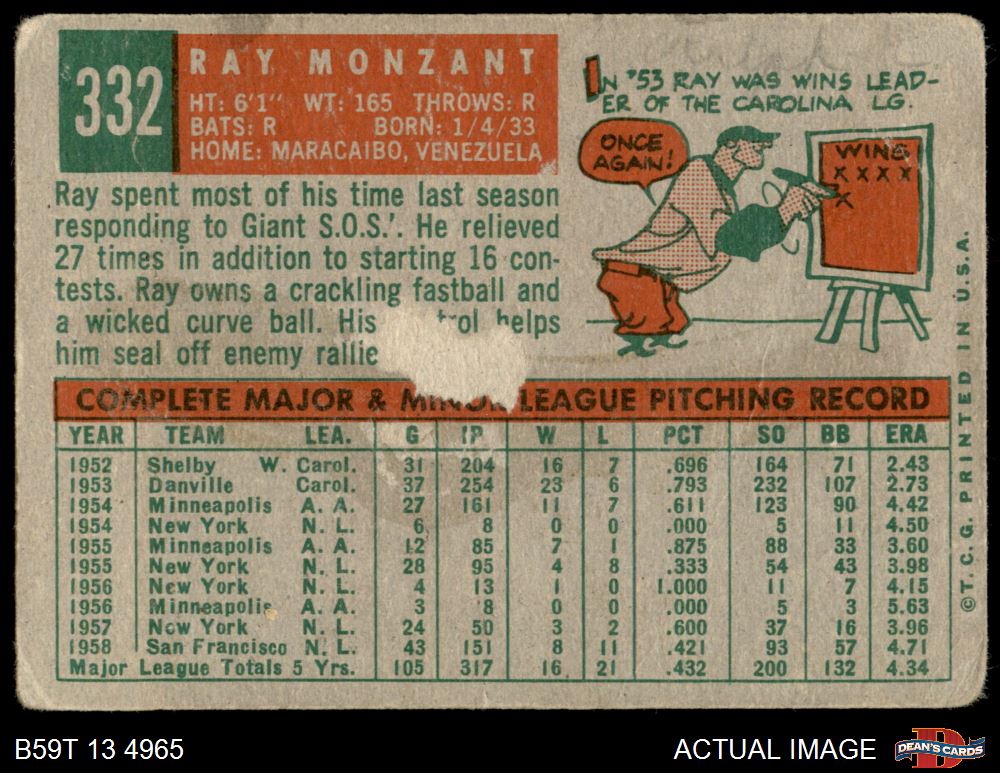 332
RAY MONZANT
HT: 6'1" WT: 165 THROWS: R
BATS: R BORN: 1/4/33
HOME: MARACAIBO, VENEZUELA
Ray spent most of his time last season
responding to Giant S.O.S.'. He relieved
27 times in addition to starting 16 con-
tests. Ray owns a crackling fastball and
a wicked curve ball. His trol helps
him seal off enemy rallie
IN '53 RAY WAS WINS LEAD-
ER OF THE CAROLINA LG.
ONCE
AGAIN!
WINS
X X X X
X
COMPLETE MAJOR & MINOR LEAGUE PITCHING RECORD
YEAR TEAM LEA. G IP W L PCT SO BB ERA
1952 Shelby W. Carol. 31 204 16 7 .696 164 71 2.43
1953 Danville Carol. 37 254 23 6 .793 232 107 2.73
1954 Minneapolis A. A. 27 161 11 7 .611 123 90 4.42
1954 New York N. L. 6 8 0 0 .000 5 11 4.50
1955 Minneapolis A. A. 12 85 7 1 .875 88 33 3.60
1955 New York N. L. 28 95 4 8 .333 54 43 3.98
1956 New York N. L. 4 13 1 0 1.000 11 7 4.15
1956 Minneapolis A. A. 3 8 0 0 .000 5 3 5.63
1957 New York N. L. 24 50 3 2 .600 37 16 3.96
1958 San Francisco N. L. 43 151 8 11 .421 93 57 4.71
Major League Totals 5 Yrs. 105 317 16 21 .432 200 132 4.34
© T. C. G. PRINTED IN U.S.A.
B59T 13 4965
ACTUAL IMAGE
DEAN'S CARDS